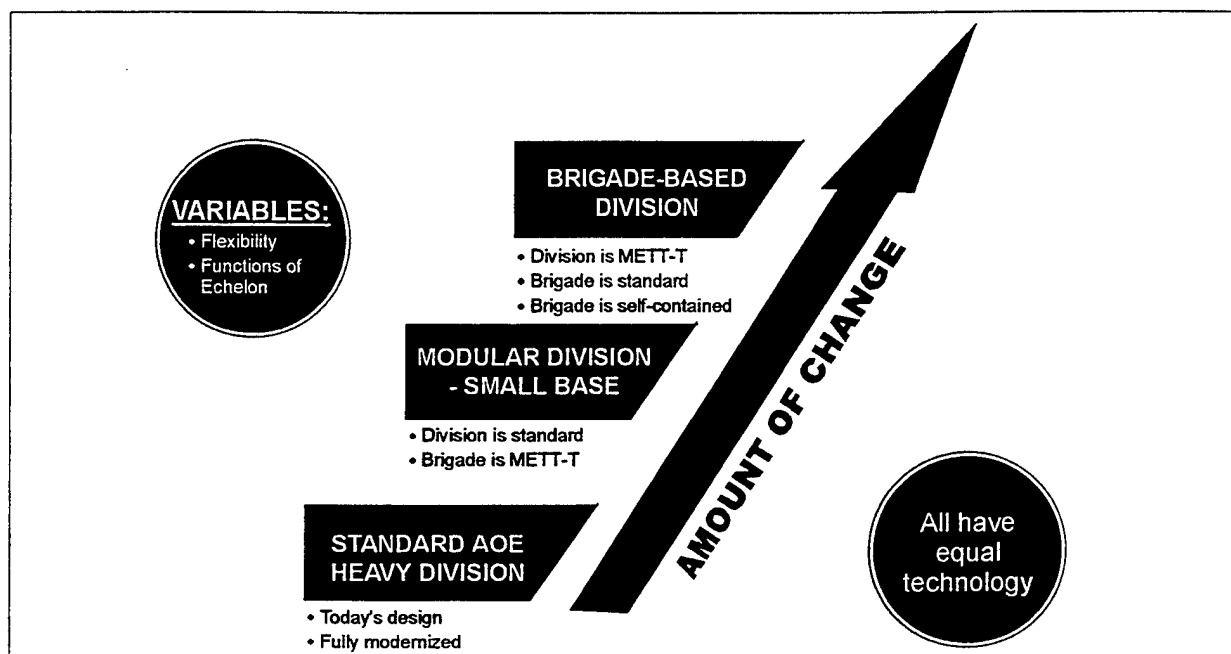 VARIABLES:
• Flexibility
• Functions of
Echelon
BRIGADE-BASED
DIVISION
• Division is METT-T
• Brigade is standard
• Brigade is self-contained
MODULAR DIVISION
- SMALL BASE
• Division is standard
• Brigade is METT-T
STANDARD AOE
HEAVY DIVISION
• Today's design
• Fully modernized
AMOUNT OF CHANGE
All have
equal
technology